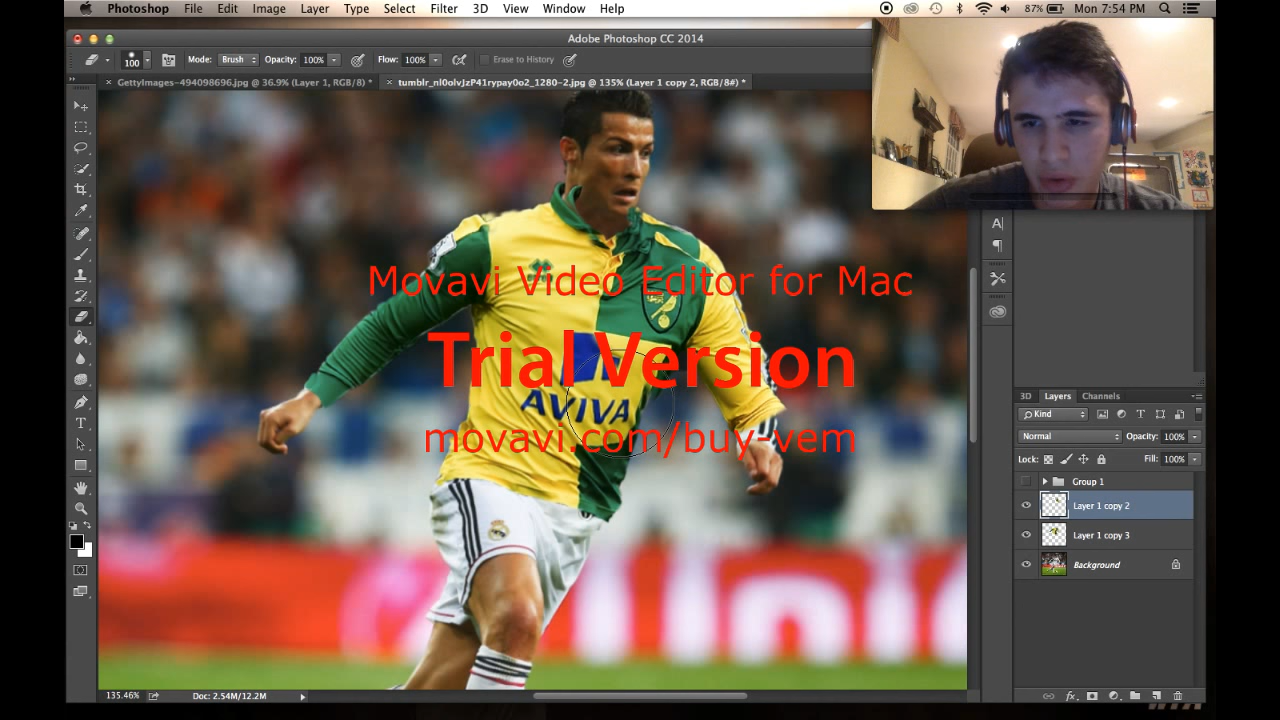 Photoshop File Edit Image Layer Type Select Filter 3D View Window Help
87% Mon 7:54 PM
Adobe Photoshop CC 2014
100 Mode: Brush Opacity: 100% Flow: 100% Erase to History
GettyImages-494098696.jpg @ 36.9% (Layer 1, RGB/8) *
tumblr_nl0olvJzP41rypay0o2_1280-2.jpg @ 135% (Layer 1 copy 2, RGB/8#) *
Movavi Video Editor for Mac
Trial Version
AVIVA
movavi.com/buy-vem
3D Layers Channels
Kind
Normal Opacity: 100%
Lock: Fill: 100%
Group 1
Layer 1 copy 2
Layer 1 copy 3
Background
135.46% Doc: 2.54M/12.2M